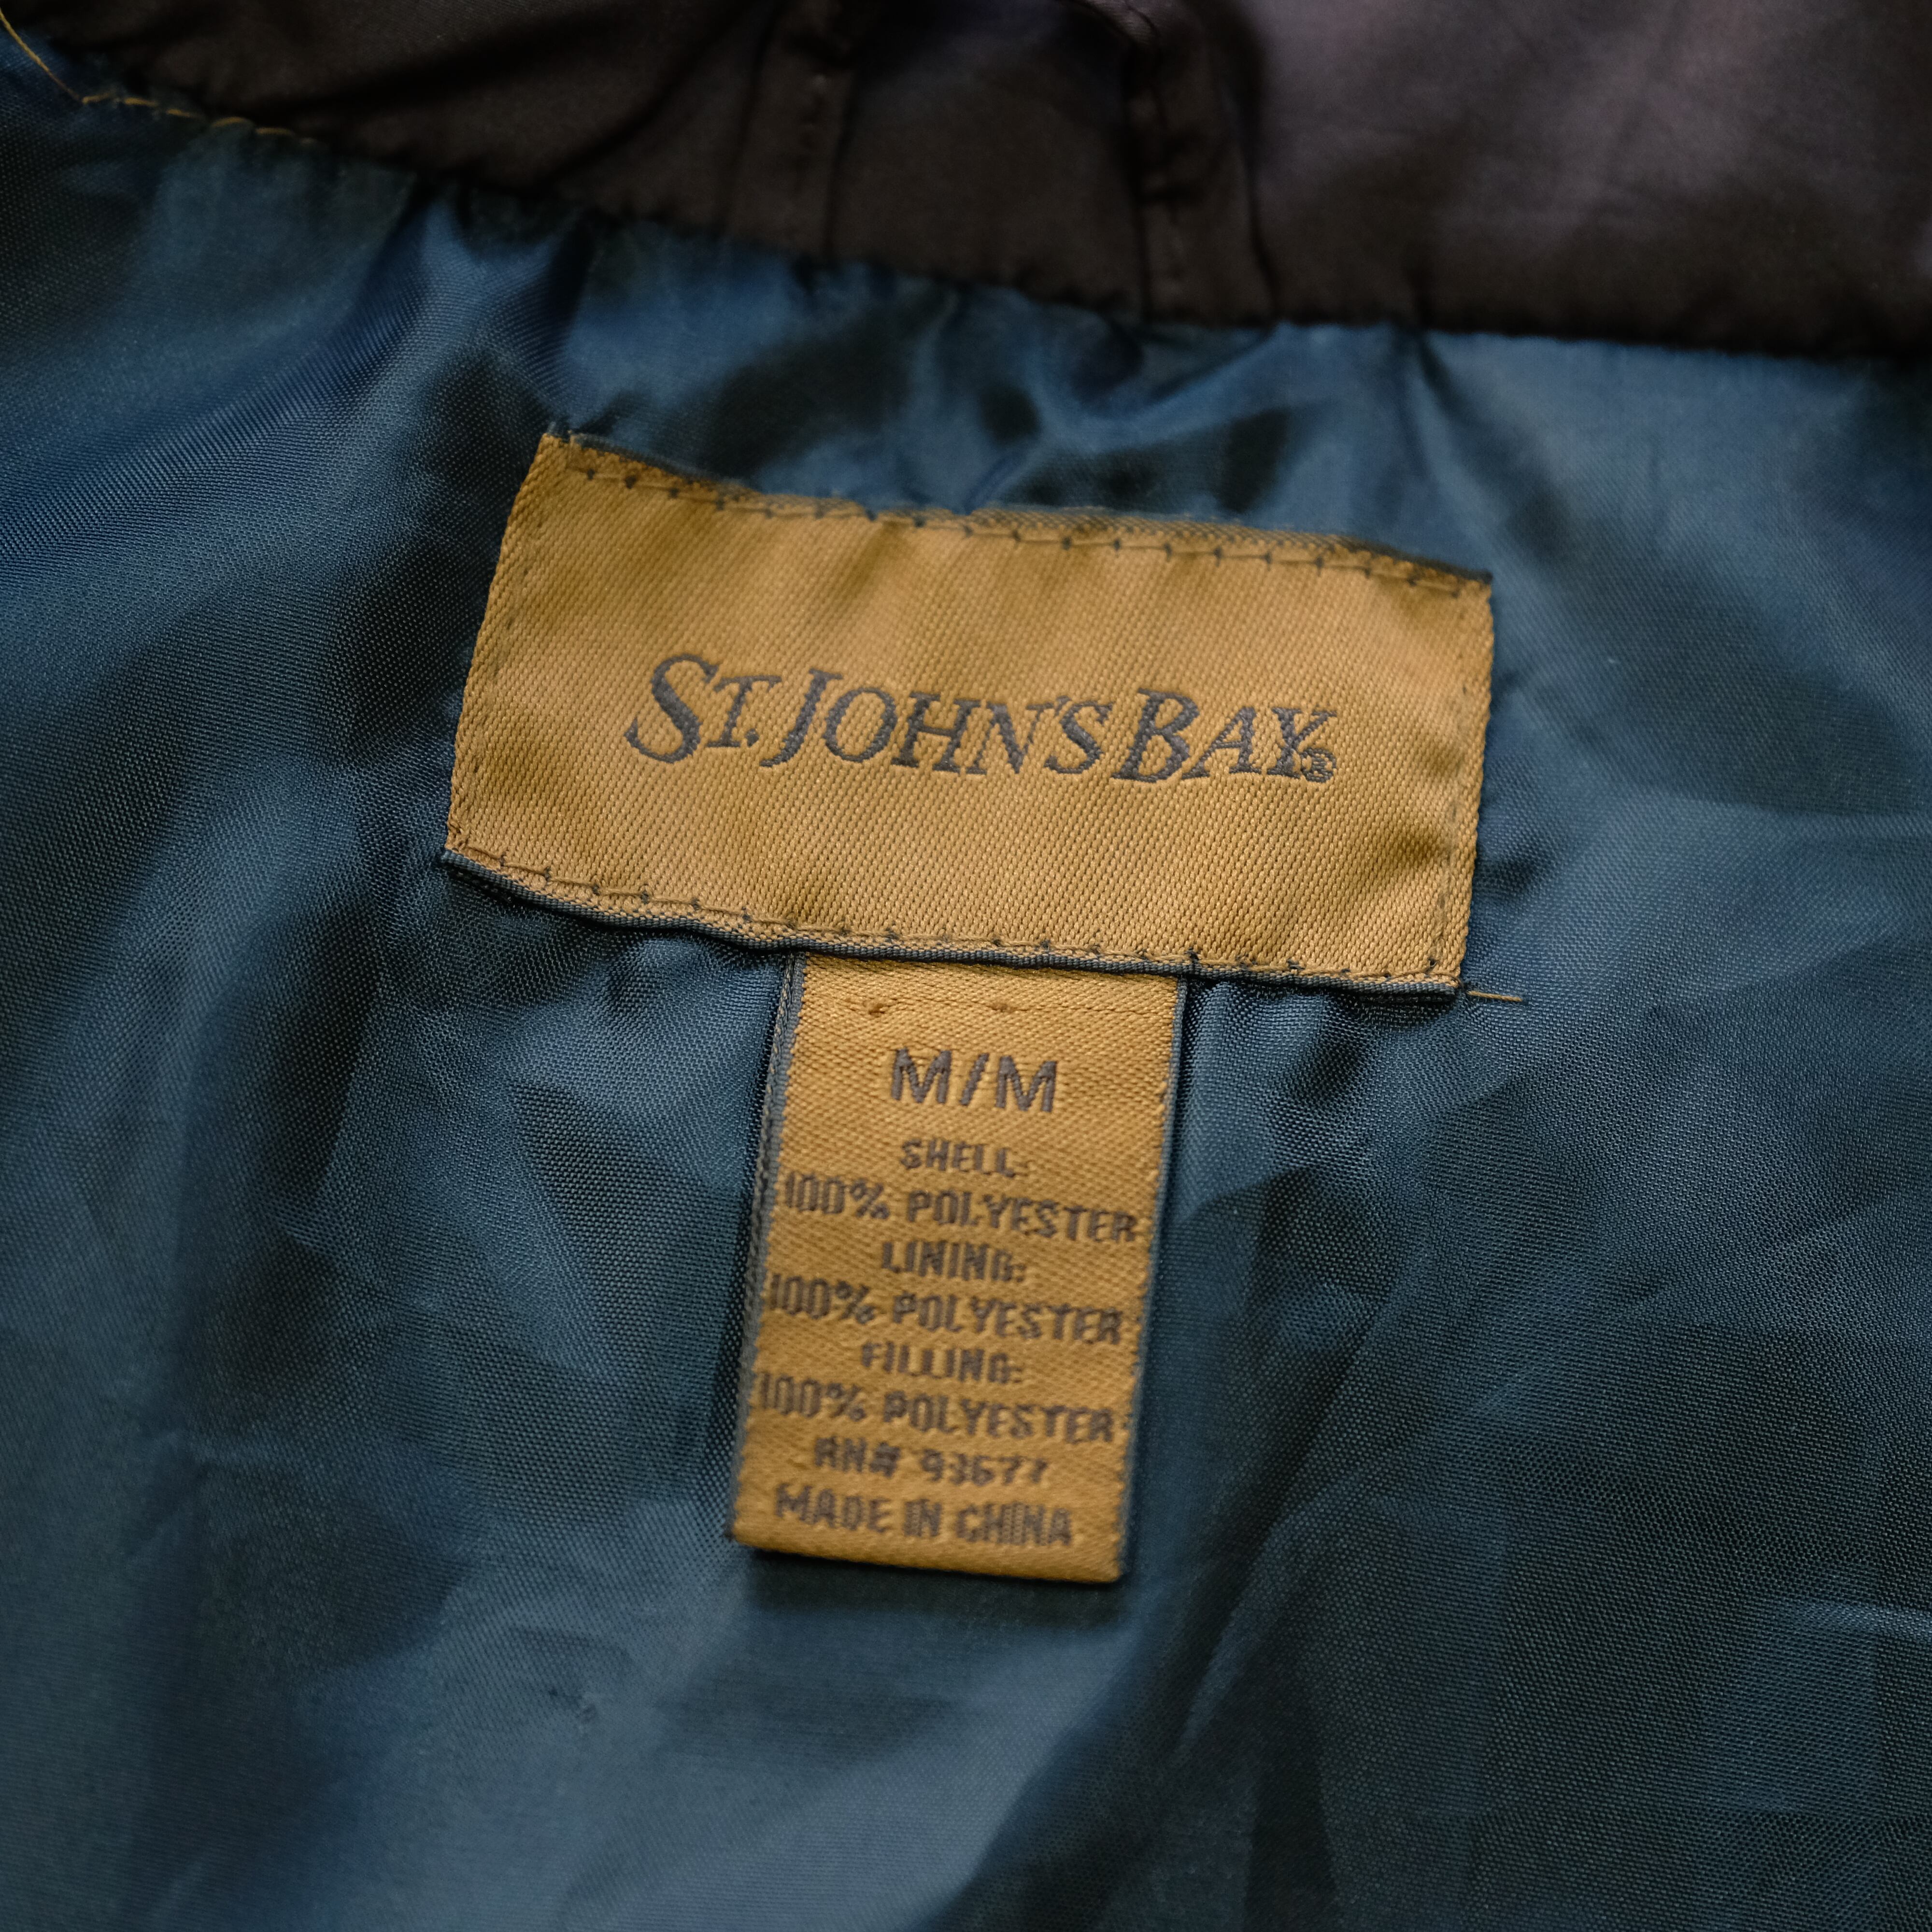 ST. JOHN'S BAY®
M/M
SHELL:
100% POLYESTER
LINING:
100% POLYESTER
FILLING:
100% POLYESTER
RN# 93677
MADE IN CHINA